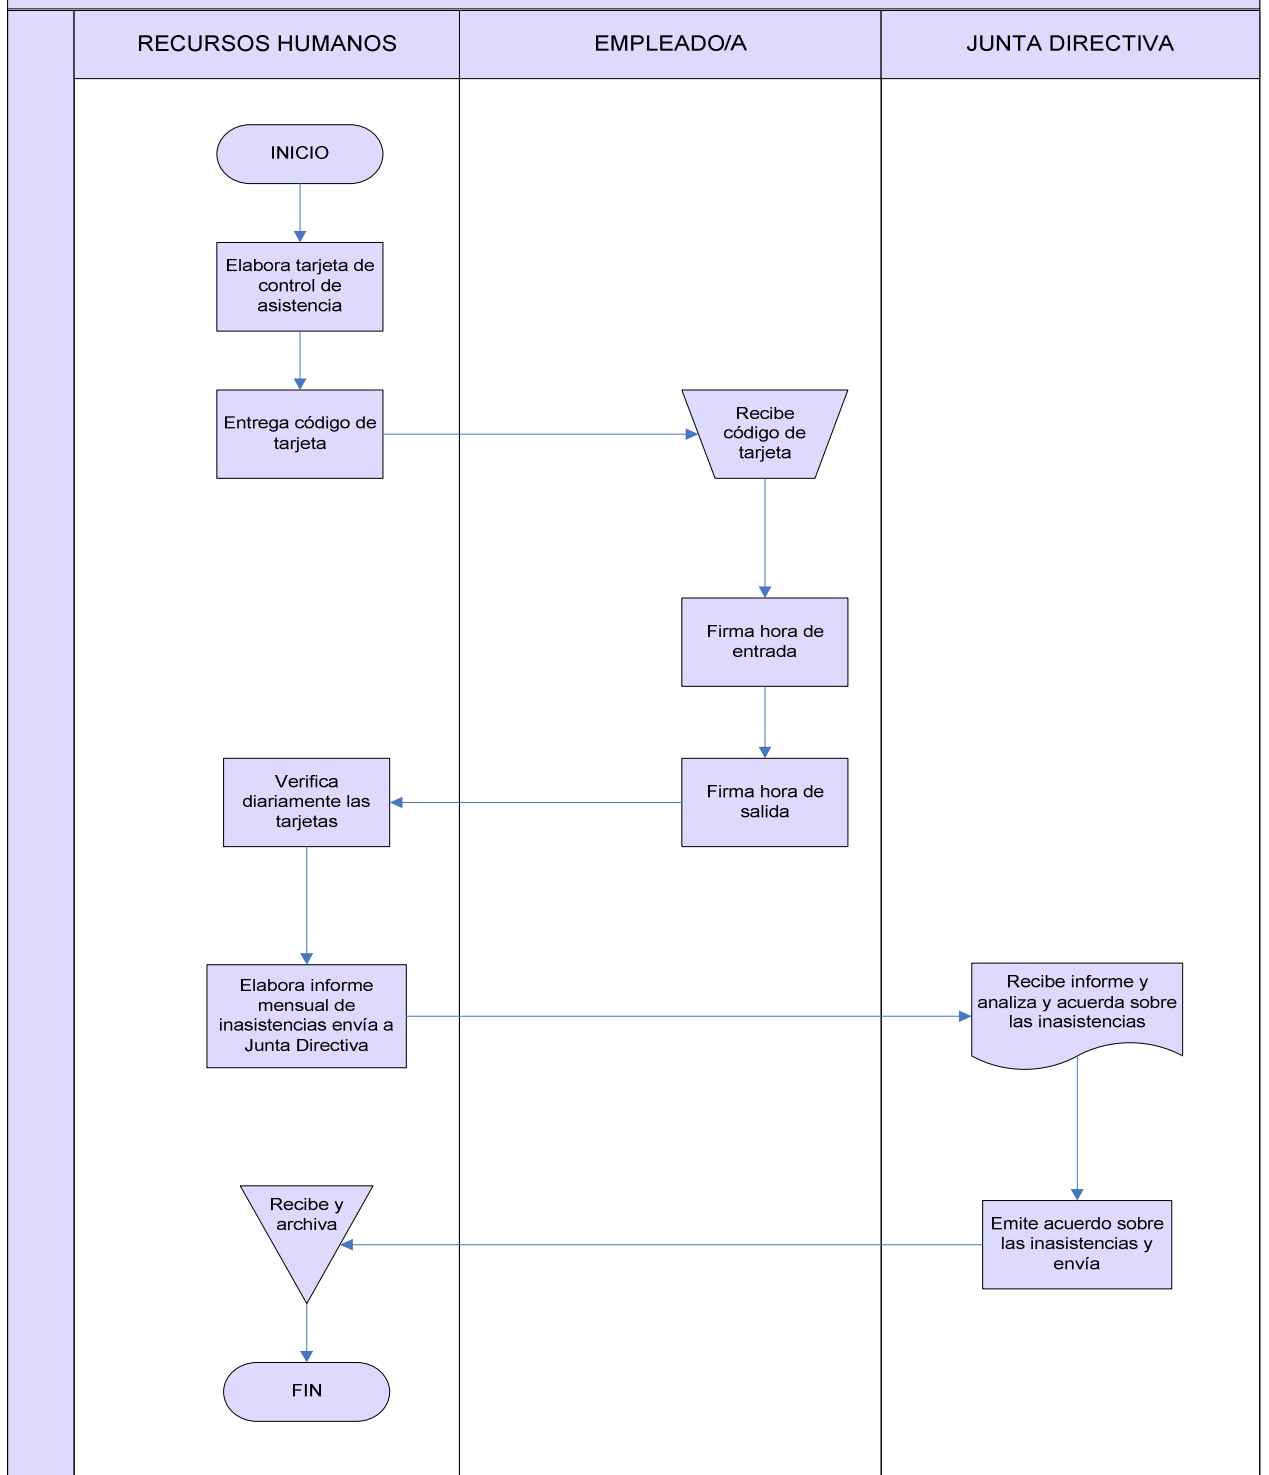 RECURSOS HUMANOS
EMPLEADO/A
JUNTA DIRECTIVA
INICIO
Elabora tarjeta de
control de
asistencia
Entrega código de
tarjeta
Recibe
código de
tarjeta
Firma hora de
entrada
Firma hora de
salida
Verifica
diariamente las
tarjetas
Elabora informe
mensual de
inasistencias envía a
Junta Directiva
Recibe informe y
analiza y acuerda sobre
las inasistencias
Emite acuerdo sobre
las inasistencias y
envía
Recibe y
archiva
FIN